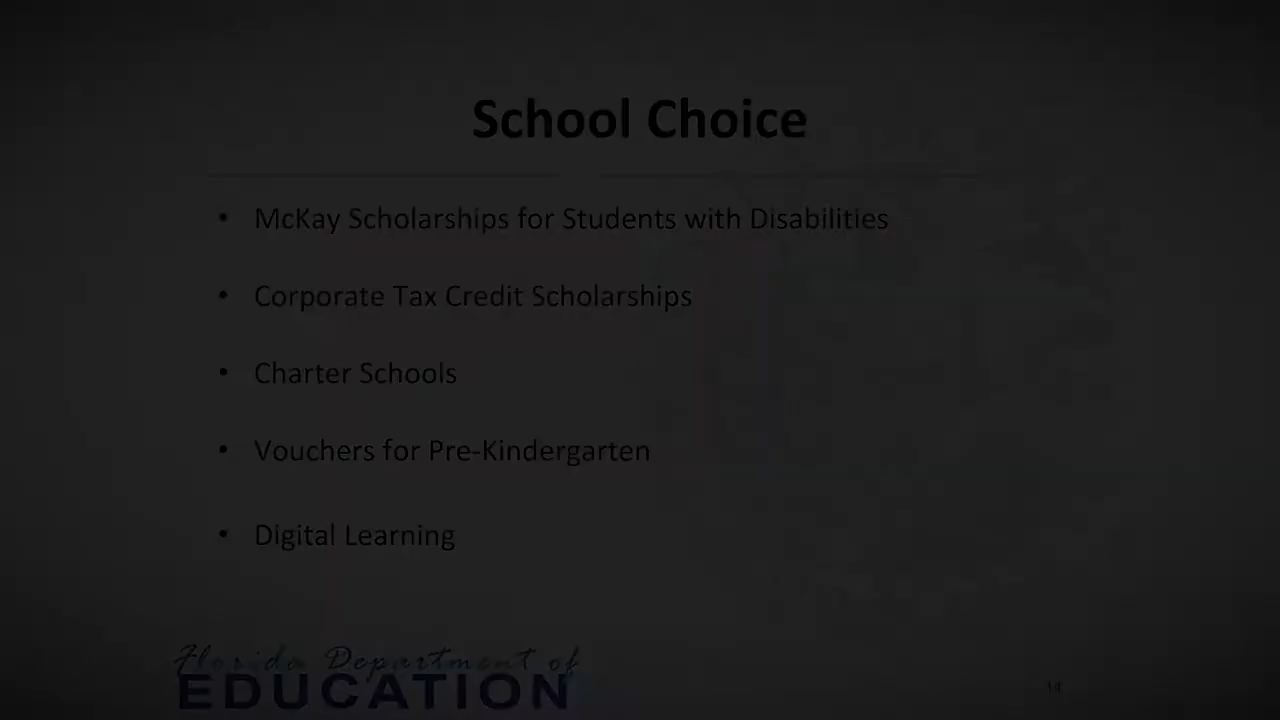 School Choice
• McKay Scholarships for Students with Disabilities
• Corporate Tax Credit Scholarships
• Charter Schools
• Vouchers for Pre-Kindergarten
• Digital Learning
Florida Department of
EDUCATION
14